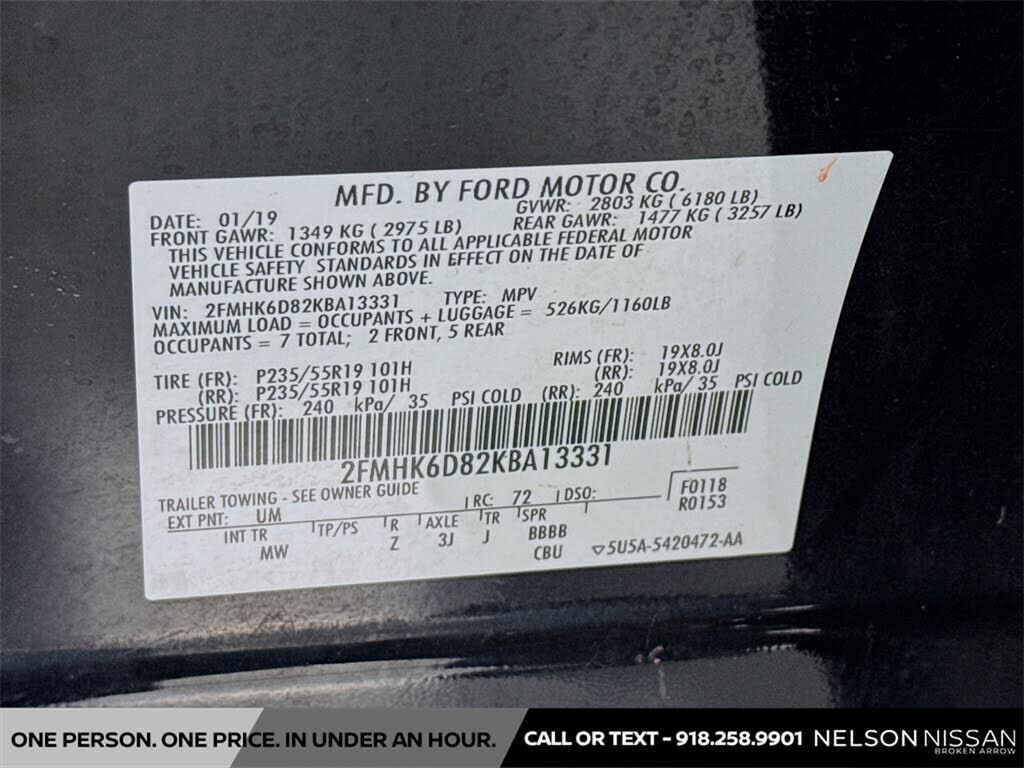 MFD. BY FORD MOTOR CO.
DATE: 01/19 GVWR: 2803 KG ( 6180 LB)
FRONT GAWR: 1349 KG ( 2975 LB) REAR GAWR: 1477 KG ( 3257 LB)
THIS VEHICLE CONFORMS TO ALL APPLICABLE FEDERAL MOTOR
VEHICLE SAFETY STANDARDS IN EFFECT ON THE DATE OF
MANUFACTURE SHOWN ABOVE.
VIN: 2FMHK6D82KBA13331 TYPE: MPV
MAXIMUM LOAD = OCCUPANTS + LUGGAGE = 526KG/1160LB
OCCUPANTS = 7 TOTAL; 2 FRONT, 5 REAR
TIRE (FR): P235/55R19 101H RIMS (FR): 19X8.0J
(RR): P235/55R19 101H (RR): 19X8.0J
PRESSURE (FR): 240 kPa/ 35 PSI COLD (RR): 240 kPa/ 35 PSI COLD
2FMHK6D82KBA13331
TRAILER TOWING - SEE OWNER GUIDE
EXT PNT: UM RC: 72 DSO: F0118
R0153
INT TR TP/PS R AXLE TR SPR
MW Z 3J J BBBB
CBU 5U5A-5420472-AA
ONE PERSON. ONE PRICE. IN UNDER AN HOUR. CALL OR TEXT - 918.258.9901 NELSON NISSAN
BROKEN ARROW